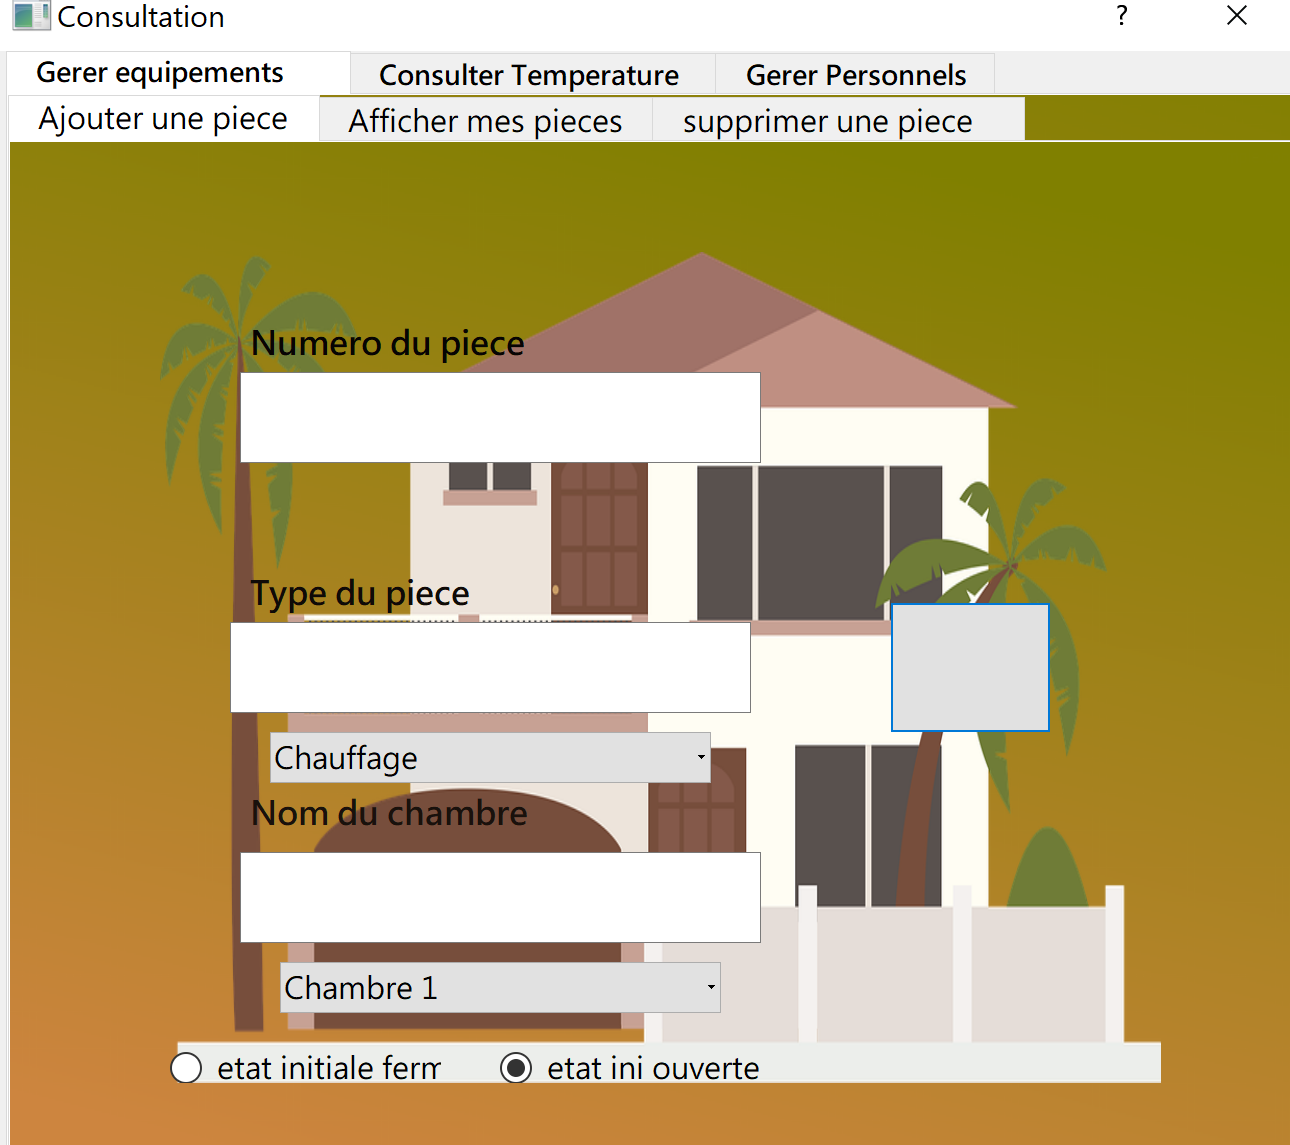 Consultation ?
Gerer equipements Consulter Temperature Gerer Personnels
Ajouter une piece Afficher mes pieces supprimer une piece
Numero du piece
Type du piece
Chauffage
Nom du chambre
Chambre 1
etat initiale ferm etat ini ouverte